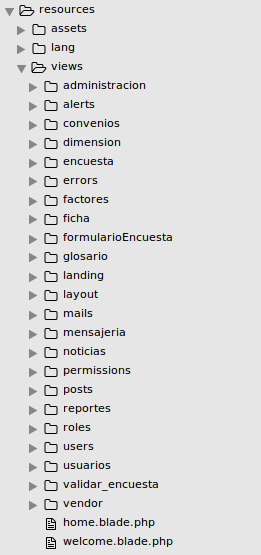 resources
assets
lang
views
administracion
alerts
convenios
dimension
encuesta
errors
factores
ficha
formularioEncuesta
glosario
landing
layout
mails
mensajeria
noticias
permissions
posts
reportes
roles
users
usuarios
validar_encuesta
vendor
home.blade.php
welcome.blade.php